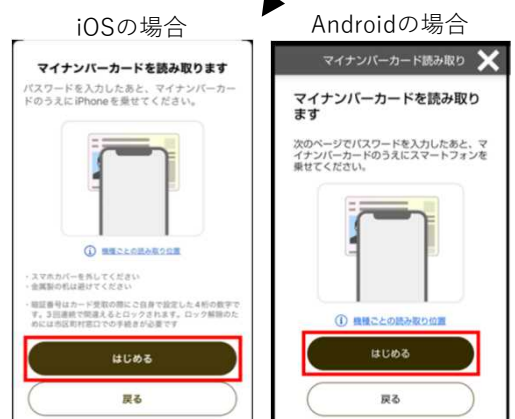 iOSの場合
マイナンバーカードを読み取ります
パスワードを入力したあと、マイナンバーカー
ドのうえにiPhoneを乗せてください。
機種ごとの読み取り位置
・スマホカバーを外してください
・金属製の机は避けてください
・暗証番号はカード受取の際にご自身で設定した4桁の数字で
す。3回連続で間違えるとロックされます。ロック解除のた
めには市区町村窓口での手続きが必要です
はじめる
戻る
Androidの場合
マイナンバーカード読み取り
マイナンバーカードを読み取り
ます
次のページでパスワードを入力したあと、マ
イナンバーカードのうえにスマートフォンを
乗せてください。
機種ごとの読み取り位置
はじめる
戻る